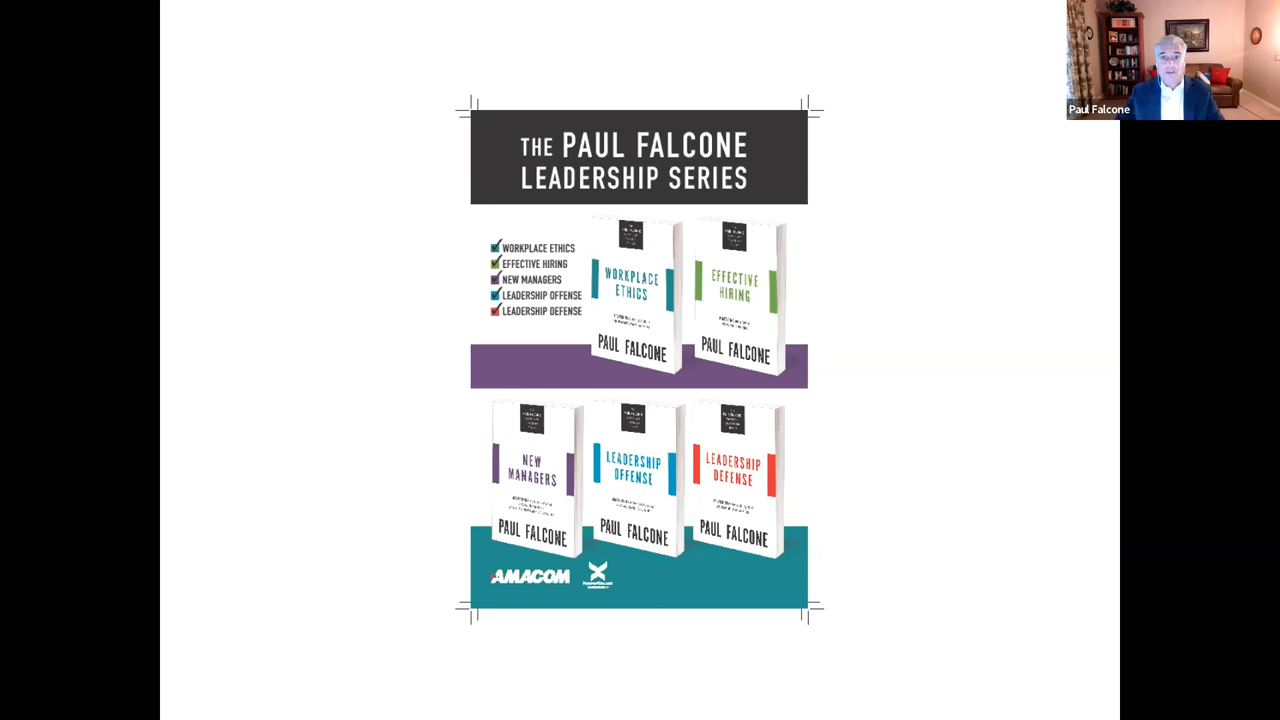 Paul Falcone
THE PAUL FALCONE
LEADERSHIP SERIES
WORKPLACE ETHICS
EFFECTIVE HIRING
NEW MANAGERS
LEADERSHIP OFFENSE
LEADERSHIP DEFENSE
WORKPLACE
ETHICS
PAUL FALCONE
EFFECTIVE
HIRING
PAUL FALCONE
NEW
MANAGERS
PAUL FALCONE
LEADERSHIP
OFFENSE
PAUL FALCONE
LEADERSHIP
DEFENSE
PAUL FALCONE
AMACOM